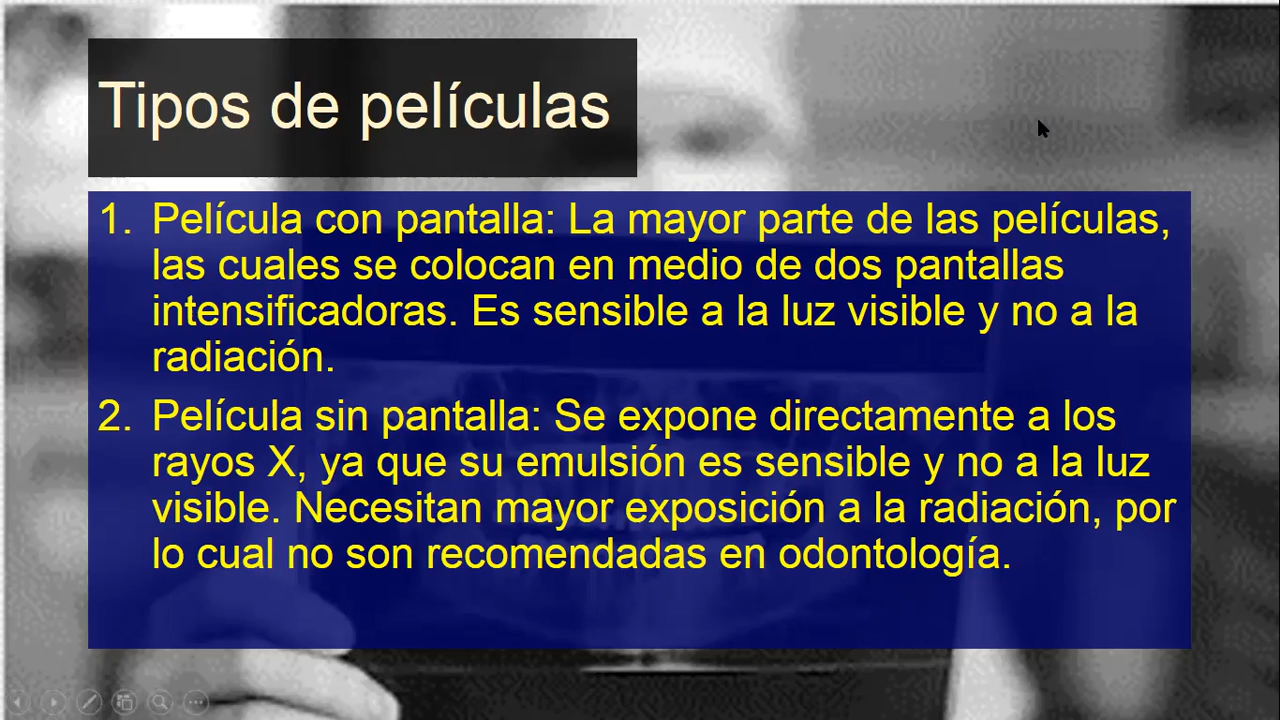 Tipos de películas
1. Película con pantalla: La mayor parte de las películas,
las cuales se colocan en medio de dos pantallas
intensificadoras. Es sensible a la luz visible y no a la
radiación.
2. Película sin pantalla: Se expone directamente a los
rayos X, ya que su emulsión es sensible y no a la luz
visible. Necesitan mayor exposición a la radiación, por
lo cual no son recomendadas en odontología.